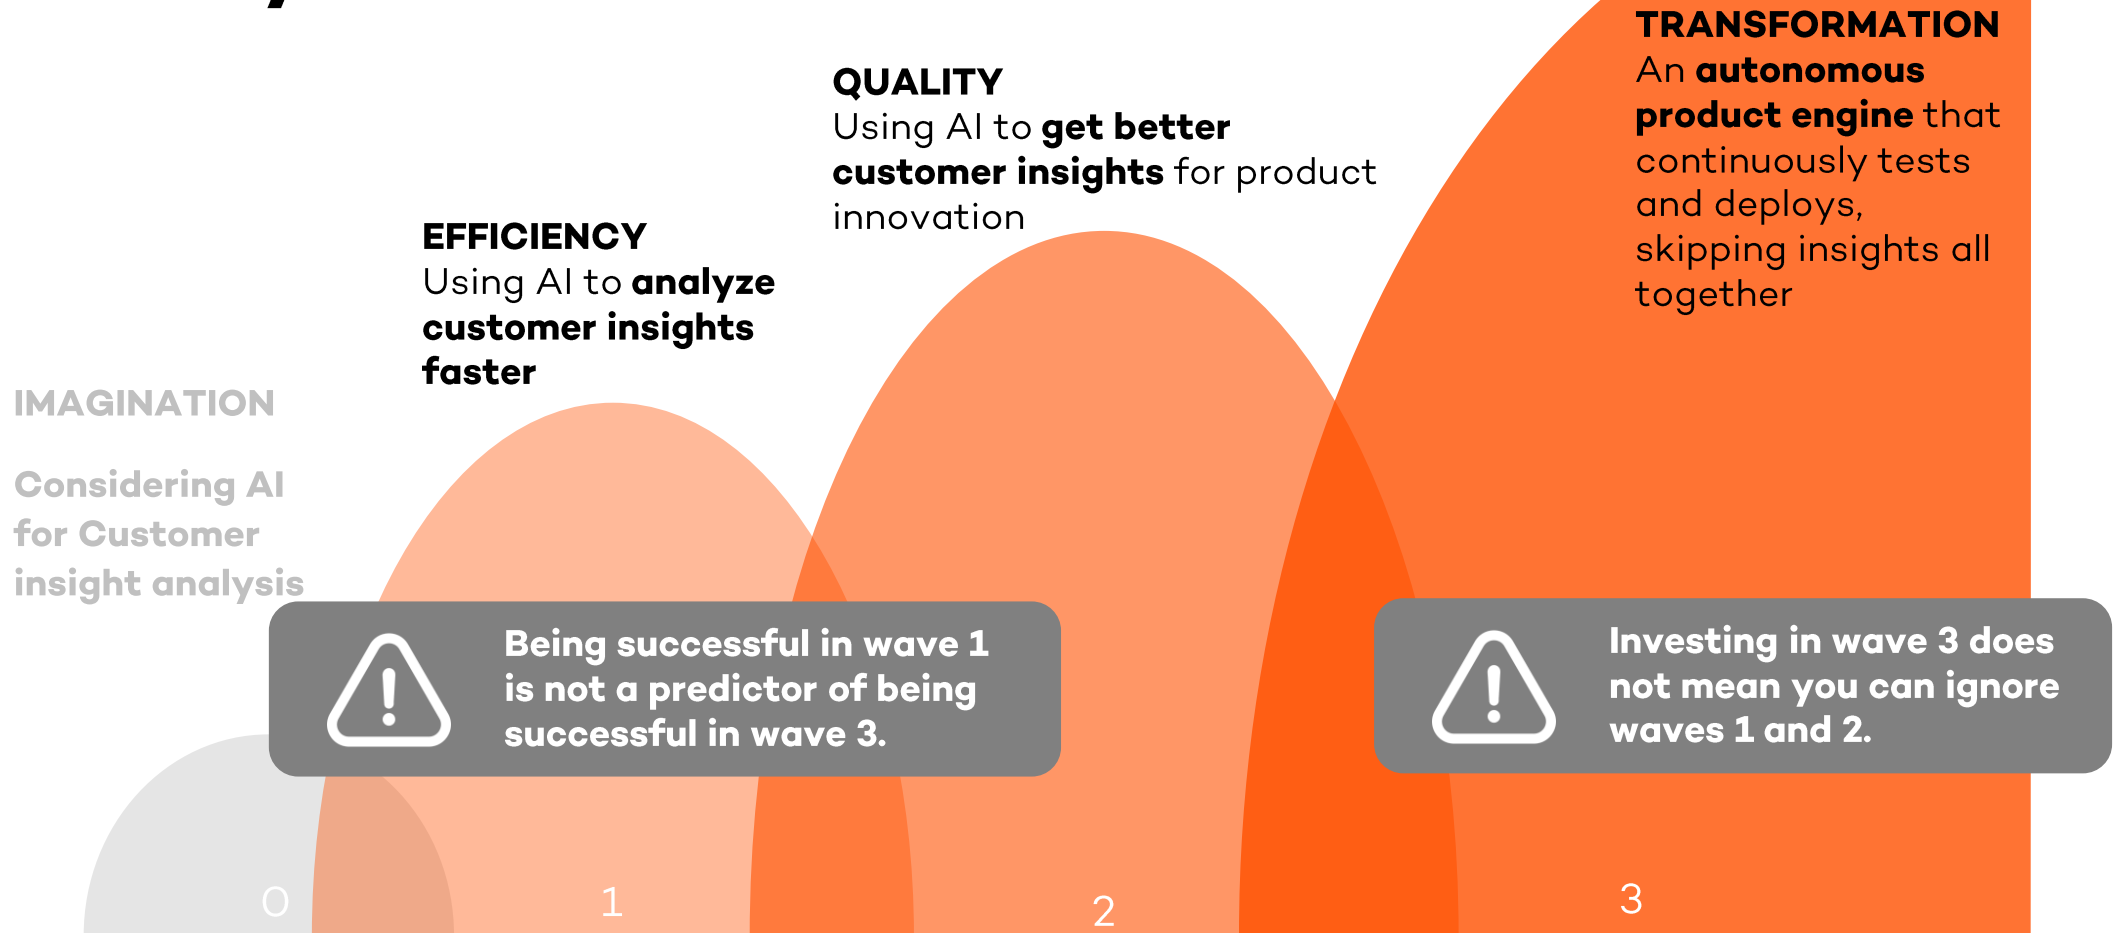 TRANSFORMATION
An autonomous
product engine that
continuously tests
and deploys,
skipping insights all
together
QUALITY
Using AI to get better
customer insights for product
innovation
EFFICIENCY
Using AI to analyze
customer insights
faster
IMAGINATION
Considering AI
for Customer
insight analysis
Being successful in wave 1
is not a predictor of being
successful in wave 3.
Investing in wave 3 does
not mean you can ignore
waves 1 and 2.
0
1
2
3